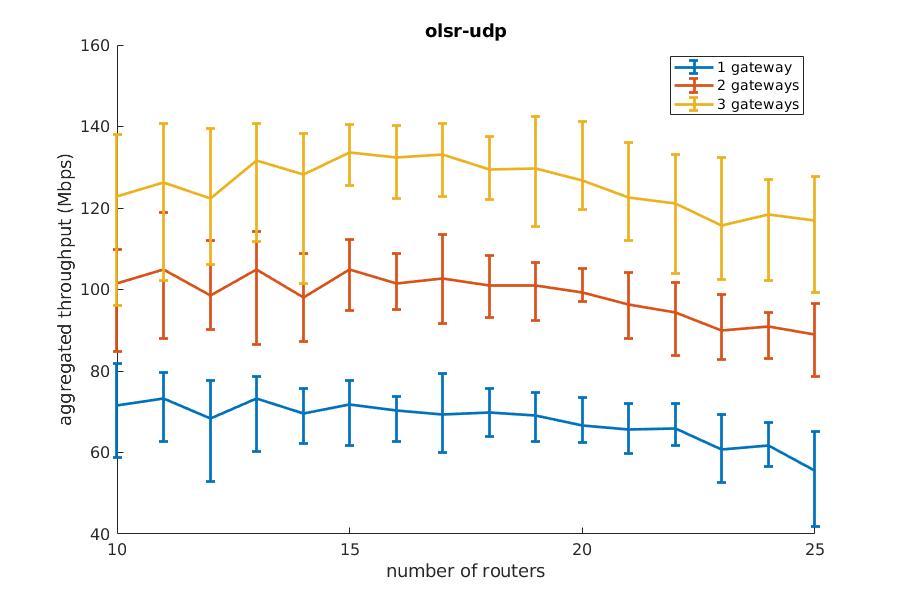 olsr-udp
160
140
120
100
80
60
40
10
15
20
25
aggregated throughput (Mbps)
number of routers
1 gateway
2 gateways
3 gateways